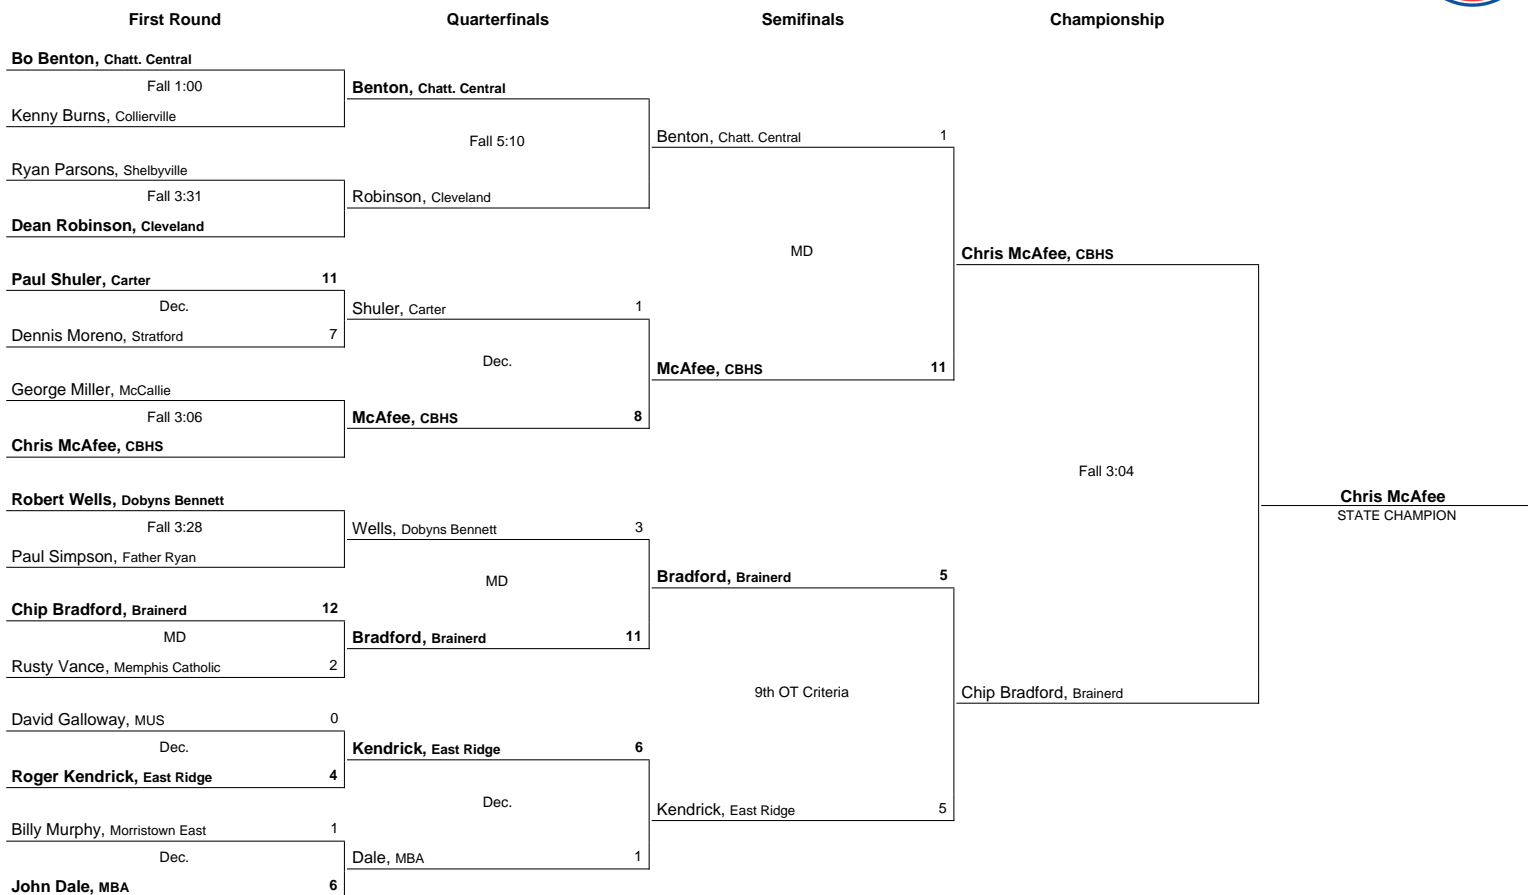 First Round
Quarterfinals
Semifinals
Championship
Bo Benton, Chatt. Central
Fall 1:00
Kenny Burns, Collierville
Ryan Parsons, Shelbyville
Fall 3:31
Dean Robinson, Cleveland
Paul Shuler, Carter 11
Dec.
Dennis Moreno, Stratford 7
George Miller, McCallie
Fall 3:06
Chris McAfee, CBHS
Robert Wells, Dobyns Bennett
Fall 3:28
Paul Simpson, Father Ryan
Chip Bradford, Brainerd 12
MD
Rusty Vance, Memphis Catholic 2
David Galloway, MUS 0
Dec.
Roger Kendrick, East Ridge 4
Billy Murphy, Morristown East 1
Dec.
John Dale, MBA 6
Benton, Chatt. Central
Fall 5:10
Robinson, Cleveland
Shuler, Carter 1
Dec.
McAfee, CBHS 8
Wells, Dobyns Bennett 3
MD
Bradford, Brainerd 11
Kendrick, East Ridge 6
Dec.
Dale, MBA 1
Benton, Chatt. Central 1
MD
McAfee, CBHS 11
Bradford, Brainerd 5
9th OT Criteria
Kendrick, East Ridge 5
Chris McAfee, CBHS
Fall 3:04
Chip Bradford, Brainerd
Chris McAfee
STATE CHAMPION